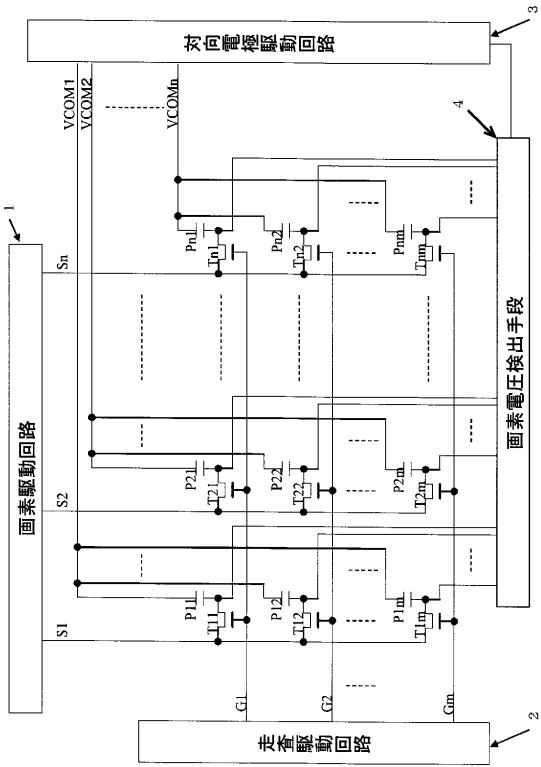 1
画素駆動回路
S1
S2
Sn
VCOM1
VCOM2
VCOMn
対向電極駆動回路
3
P11
T11
P21
T21
Pn1
Tn1
G1
P12
T12
P22
T22
Pn2
Tn2
G2
P1m
T1m
P2m
T2m
Pnm
Tnm
Gm
走査駆動回路
2
画素電圧検出手段
4